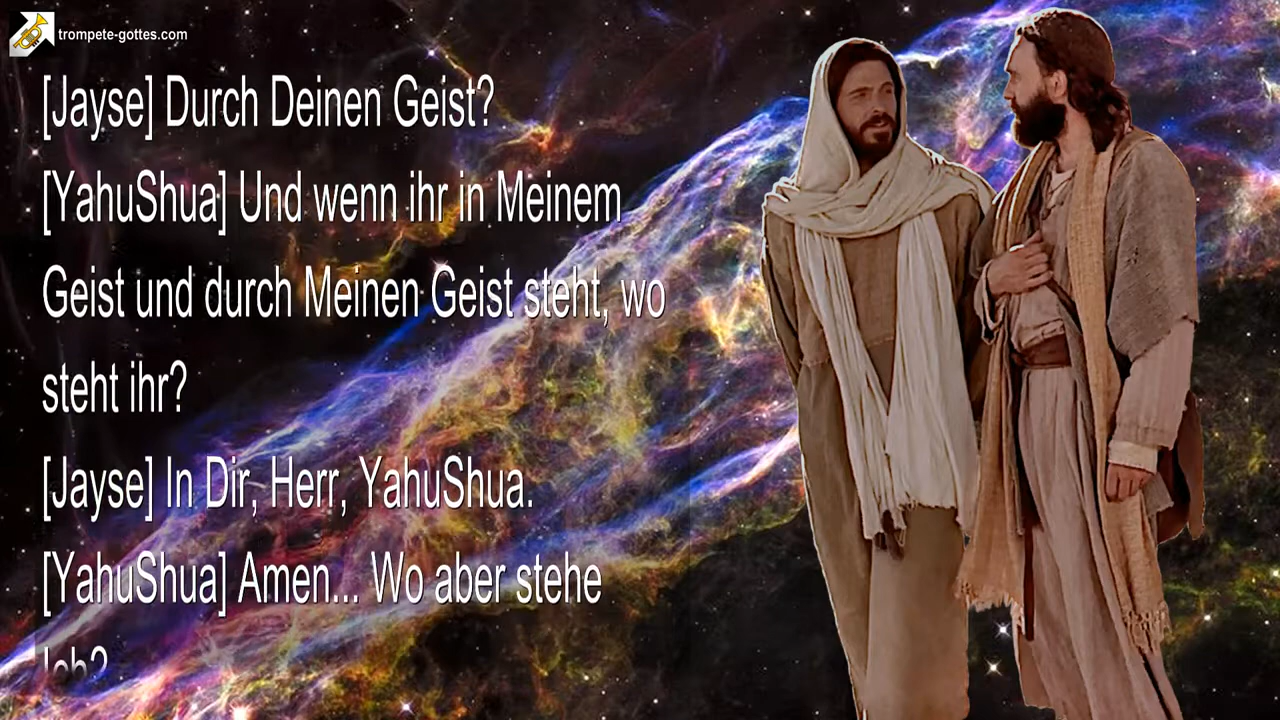 trompete-gottes.com
[Jayse] Durch Deinen Geist?
[YahuShua] Und wenn ihr in Meinem
Geist und durch Meinen Geist steht, wo
steht ihr?
[Jayse] In Dir, Herr, YahuShua.
[YahuShua] Amen... Wo aber stehe
Ich?